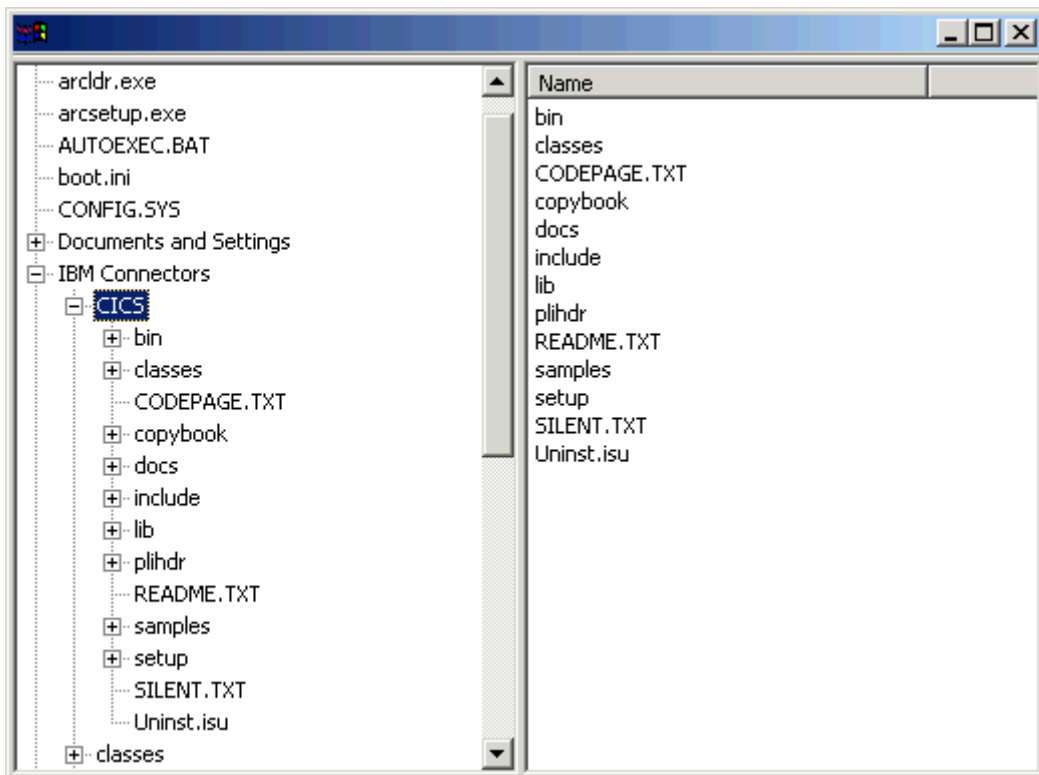 arcldr.exe
arcsetup.exe
AUTOEXEC.BAT
boot.ini
CONFIG.SYS
Documents and Settings
IBM Connectors
CICS
bin
classes
CODEPAGE.TXT
copybook
docs
include
lib
plihdr
README.TXT
samples
setup
SILENT.TXT
Uninst.isu
classes
Name
bin
classes
CODEPAGE.TXT
copybook
docs
include
lib
plihdr
README.TXT
samples
setup
SILENT.TXT
Uninst.isu